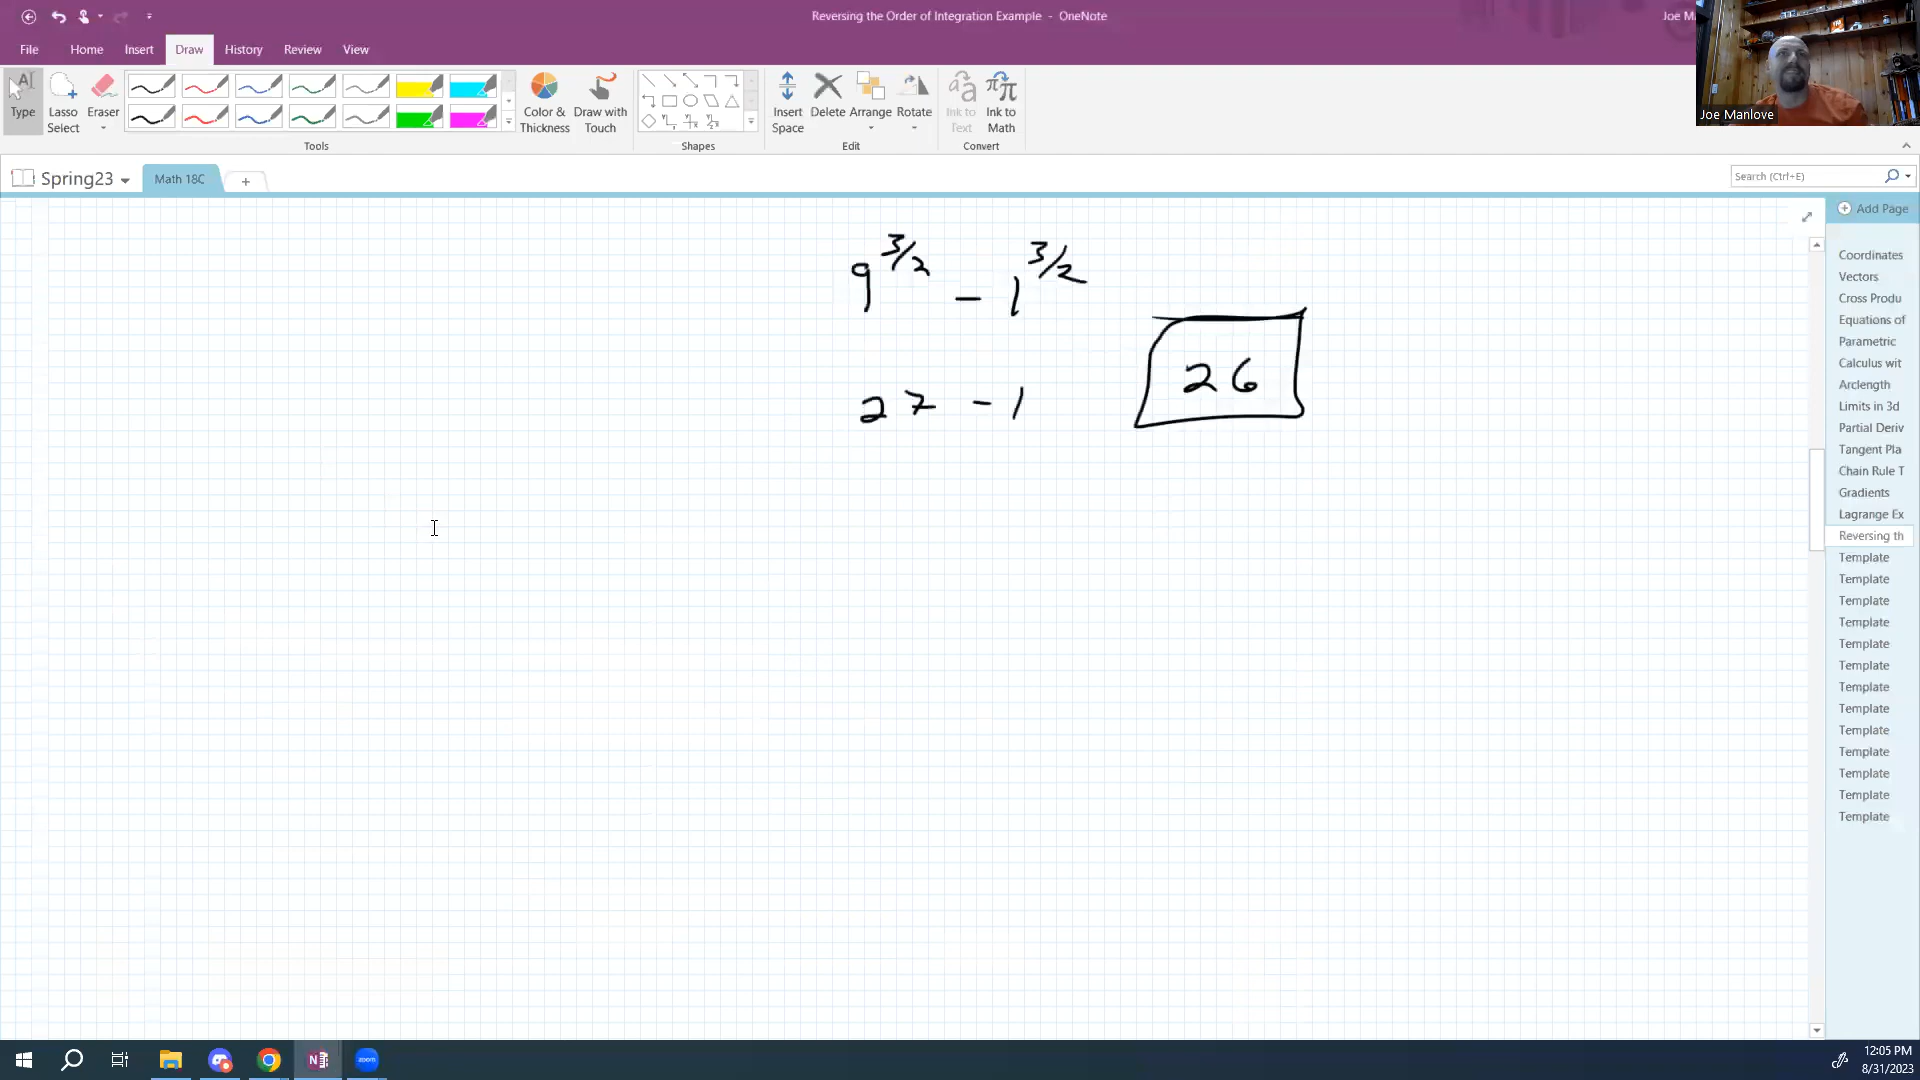 Reversing the Order of Integration Example - OneNote
Joe M
File Home Insert Draw History Review View
Type
Lasso Select
Eraser
Color & Thickness
Draw with Touch
Insert Space
Delete
Arrange
Rotate
Ink to Text
Ink to Math
Tools
Shapes
Edit
Convert
Joe Manlove
Spring23
Math 18C
+
Search (Ctrl+E)
Add Page
Coordinates
Vectors
Cross Produ
Equations of
Parametric
Calculus wit
Arclength
Limits in 3d
Partial Deriv
Tangent Pla
Chain Rule T
Gradients
Lagrange Ex
Reversing th
Template
Template
Template
Template
Template
Template
Template
Template
Template
Template
Template
Template
Template
9^{3/2} - 1^{3/2}
27 - 1
26
zoom
12:05 PM
8/31/2023